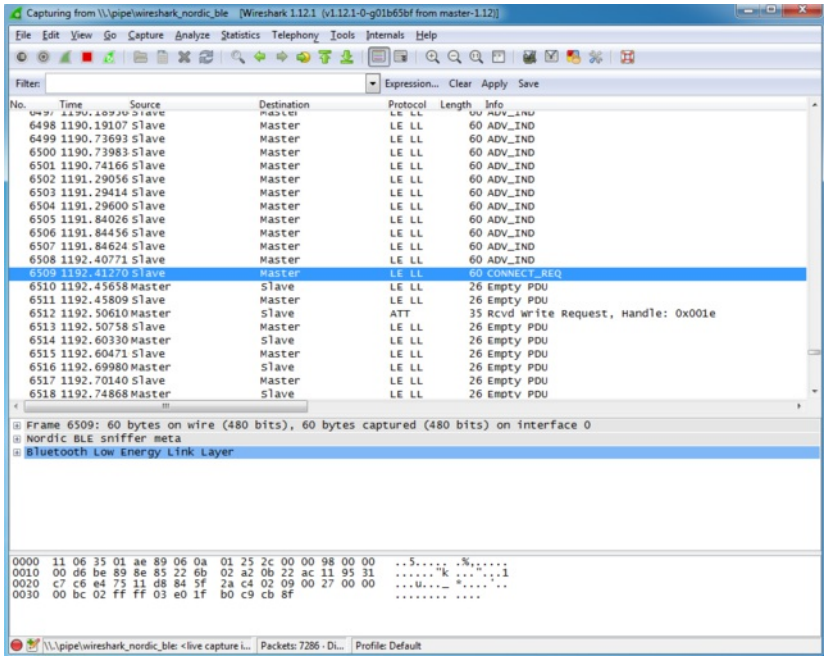 Capturing from \\.\pipe\wireshark_nordic_ble [Wireshark 1.12.1 (v1.12.1-0-g01b65bf from master-1.12)]
File Edit View Go Capture Analyze Statistics Telephony Tools Internals Help
Filter: Expression... Clear Apply Save
No. Time Source Destination Protocol Length Info
6497 1190.18936 Slave Master LE LL 60 ADV_IND
6498 1190.19107 Slave Master LE LL 60 ADV_IND
6499 1190.73693 Slave Master LE LL 60 ADV_IND
6500 1190.73983 Slave Master LE LL 60 ADV_IND
6501 1190.74166 Slave Master LE LL 60 ADV_IND
6502 1191.29056 Slave Master LE LL 60 ADV_IND
6503 1191.29414 Slave Master LE LL 60 ADV_IND
6504 1191.29600 Slave Master LE LL 60 ADV_IND
6505 1191.84026 Slave Master LE LL 60 ADV_IND
6506 1191.84456 Slave Master LE LL 60 ADV_IND
6507 1191.84624 Slave Master LE LL 60 ADV_IND
6508 1192.40771 Slave Master LE LL 60 ADV_IND
6509 1192.41270 Slave Master LE LL 60 CONNECT_REQ
6510 1192.45658 Master Slave LE LL 26 Empty PDU
6511 1192.45809 Slave Master LE LL 26 Empty PDU
6512 1192.50610 Master Slave ATT 35 Rcvd Write Request, Handle: 0x001e
6513 1192.50758 Slave Master LE LL 26 Empty PDU
6514 1192.60330 Master Slave LE LL 26 Empty PDU
6515 1192.60471 Slave Master LE LL 26 Empty PDU
6516 1192.69980 Master Slave LE LL 26 Empty PDU
6517 1192.70140 Slave Master LE LL 26 Empty PDU
6518 1192.74868 Master Slave LE LL 26 Empty PDU
Frame 6509: 60 bytes on wire (480 bits), 60 bytes captured (480 bits) on interface 0
Nordic BLE sniffer meta
Bluetooth Low Energy Link Layer
0000 11 06 35 01 ae 89 06 0a 01 25 2c 00 00 98 00 00 ..5..... .%,.....
0010 00 d6 be 89 8e 85 22 6b 02 a2 0b 22 ac 11 95 31 ......"k ..."...1
0020 c7 c6 e4 75 11 d8 84 5f 2a c4 02 09 00 27 00 00 ...u..._ *....'..
0030 00 bc 02 ff ff 03 e0 1f b0 c9 cb 8f ........ ....
\\.\pipe\wireshark_nordic_ble: <live capture i... Packets: 7286 · Di... Profile: Default